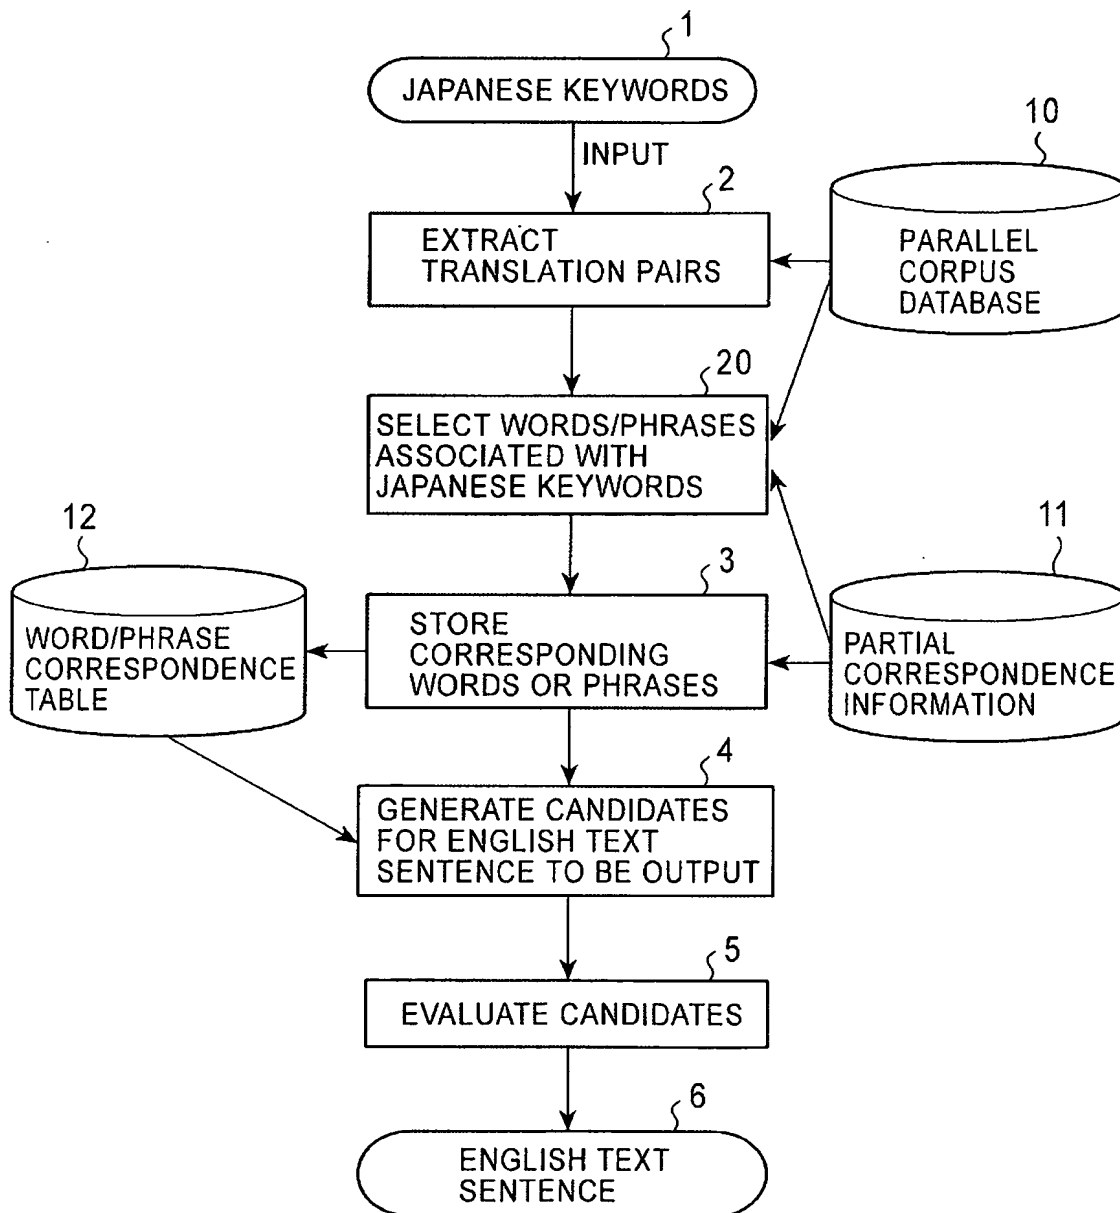 1
JAPANESE KEYWORDS
INPUT
2
EXTRACT
TRANSLATION PAIRS
10
PARALLEL
CORPUS
DATABASE
20
SELECT WORDS/PHRASES
ASSOCIATED WITH
JAPANESE KEYWORDS
12
WORD/PHRASE
CORRESPONDENCE
TABLE
3
STORE
CORRESPONDING
WORDS OR PHRASES
11
PARTIAL
CORRESPONDENCE
INFORMATION
4
GENERATE CANDIDATES
FOR ENGLISH TEXT
SENTENCE TO BE OUTPUT
5
EVALUATE CANDIDATES
6
ENGLISH TEXT
SENTENCE